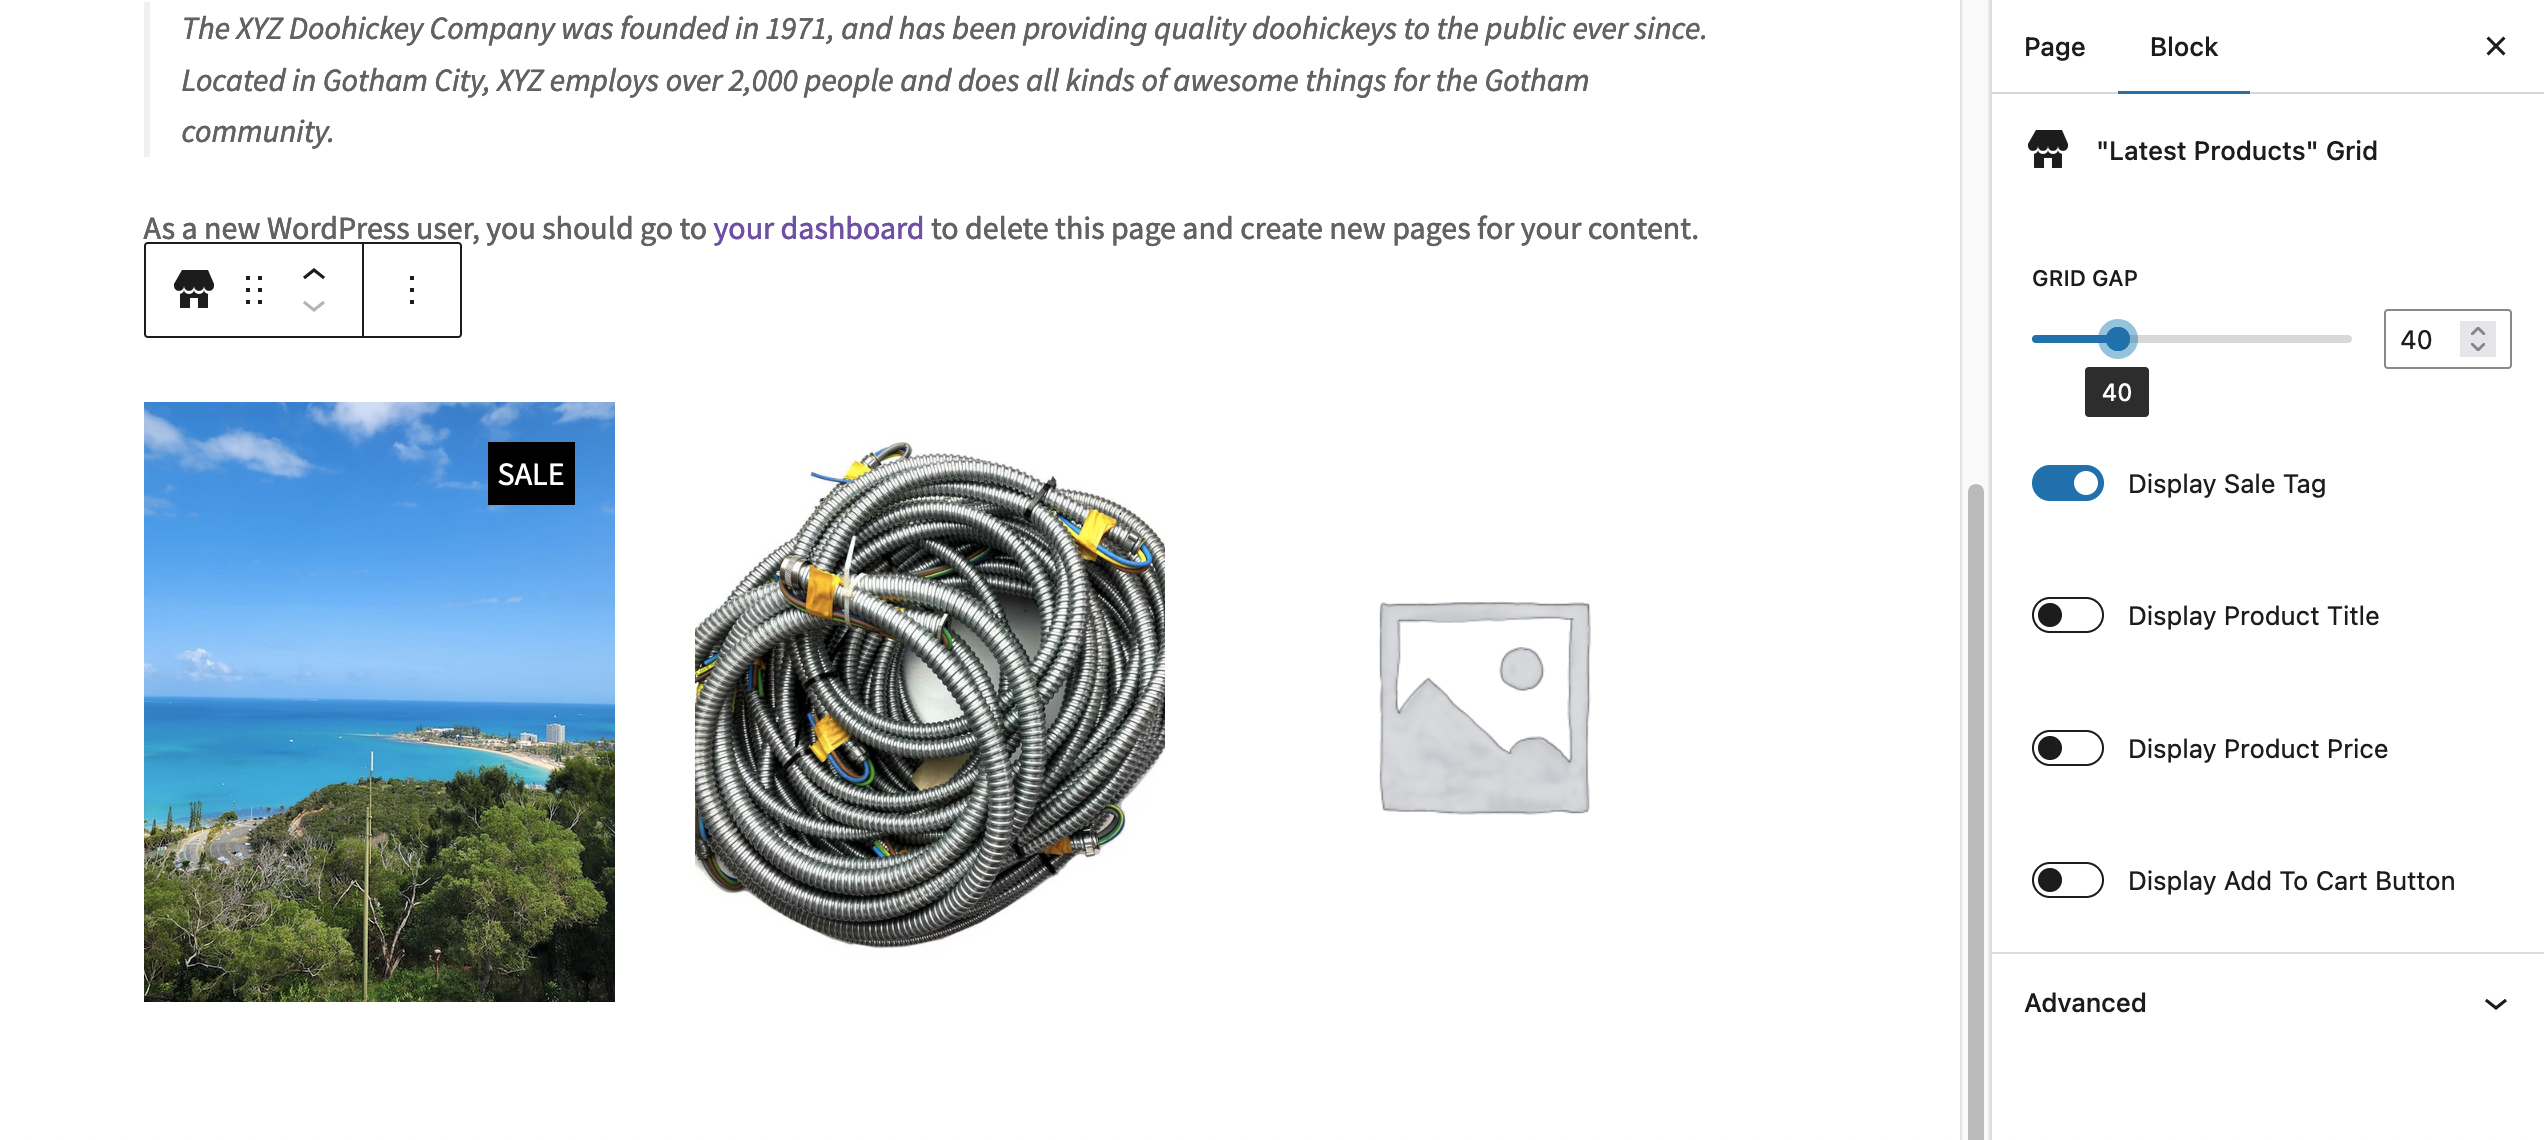 The XYZ Doohickey Company was founded in 1971, and has been providing quality doohickeys to the public ever since.
Located in Gotham City, XYZ employs over 2,000 people and does all kinds of awesome things for the Gotham
community.
As a new WordPress user, you should go to your dashboard to delete this page and create new pages for your content.
SALE
Page Block
"Latest Products" Grid
GRID GAP
40
40
Display Sale Tag
Display Product Title
Display Product Price
Display Add To Cart Button
Advanced